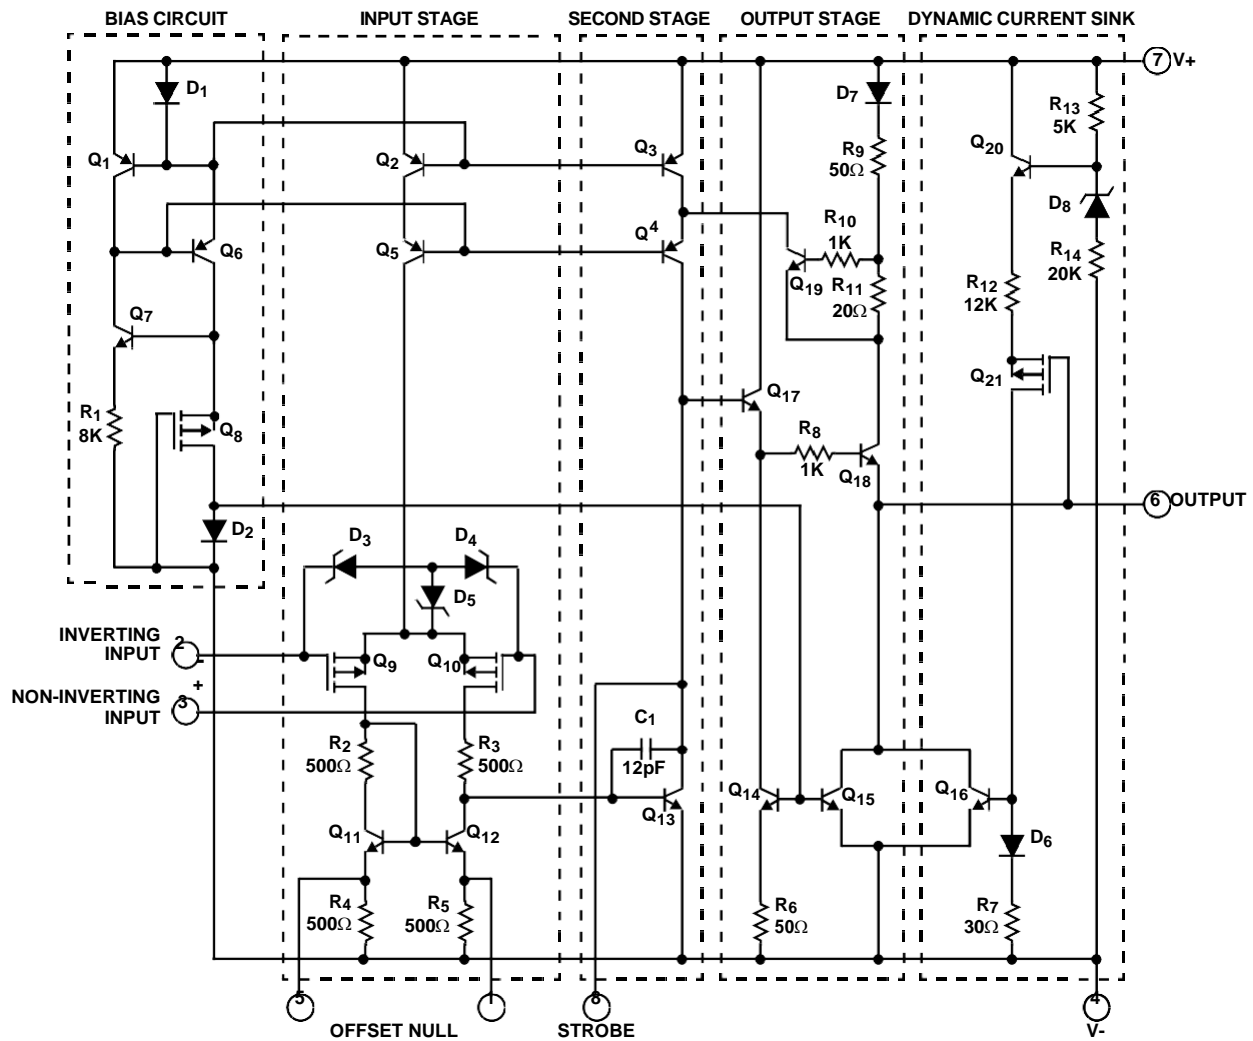 BIAS CIRCUIT INPUT STAGE SECOND STAGE OUTPUT STAGE DYNAMIC CURRENT SINK
7 V+
D1
D7
R13
5K
Q1
Q2
Q3
R9
50Ω
Q20
D8
Q6
Q5
Q4
R10
1K
R14
20K
Q19
R11
20Ω
R12
12K
Q7
Q21
Q17
R1
8K
Q8
R8
1K
Q18
6 OUTPUT
D2
D3
D4
D5
INVERTING
INPUT
2
-
Q9
Q10
NON-INVERTING
INPUT
3
+
R2
500Ω
R3
500Ω
C1
12pF
Q14
Q15
Q16
Q13
Q11
Q12
D6
R4
500Ω
R5
500Ω
R6
50Ω
R7
30Ω
5
1
8
4
OFFSET NULL
STROBE
V-